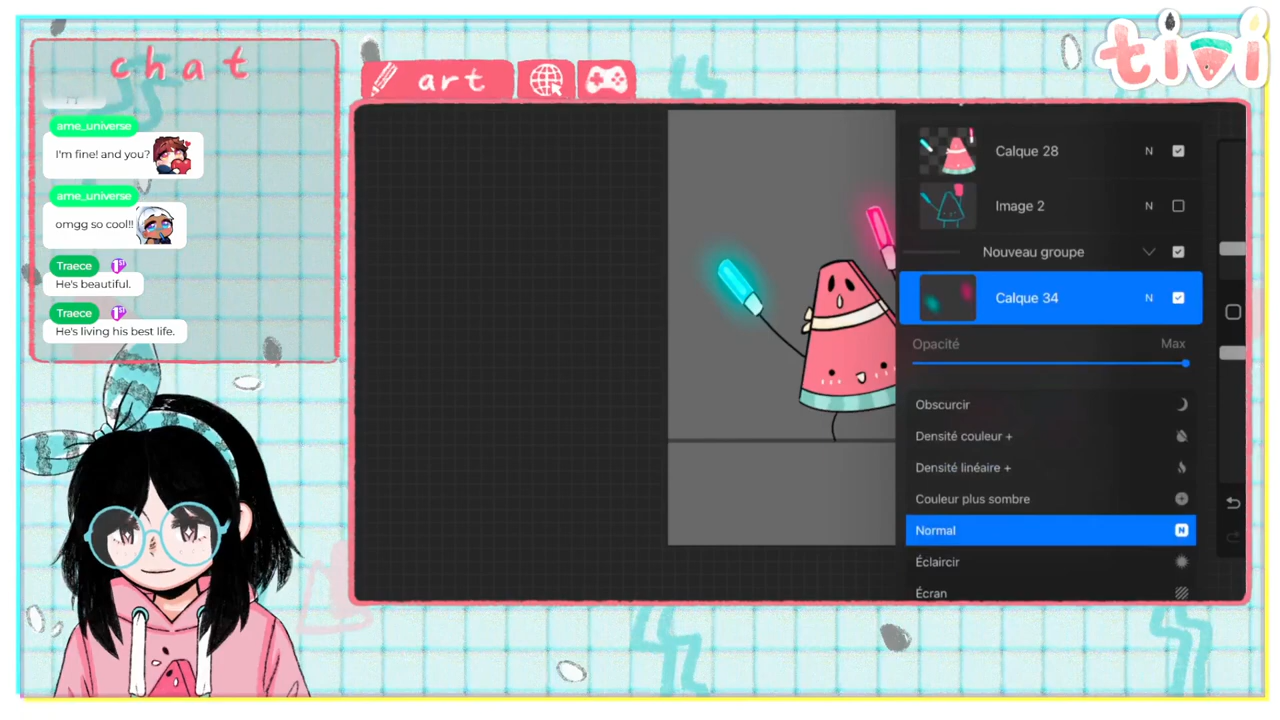 chat
ame_universe
I'm fine! and you?
ame_universe
omgg so cool!!
Traece
He's beautiful.
Traece
He's living his best life.
art
tivi
Calque 28 N
Image 2 N
Nouveau groupe
Calque 34 N
Opacité Max
Obscurcir
Densité couleur +
Densité linéaire +
Couleur plus sombre
Normal N
Éclaircir
Écran